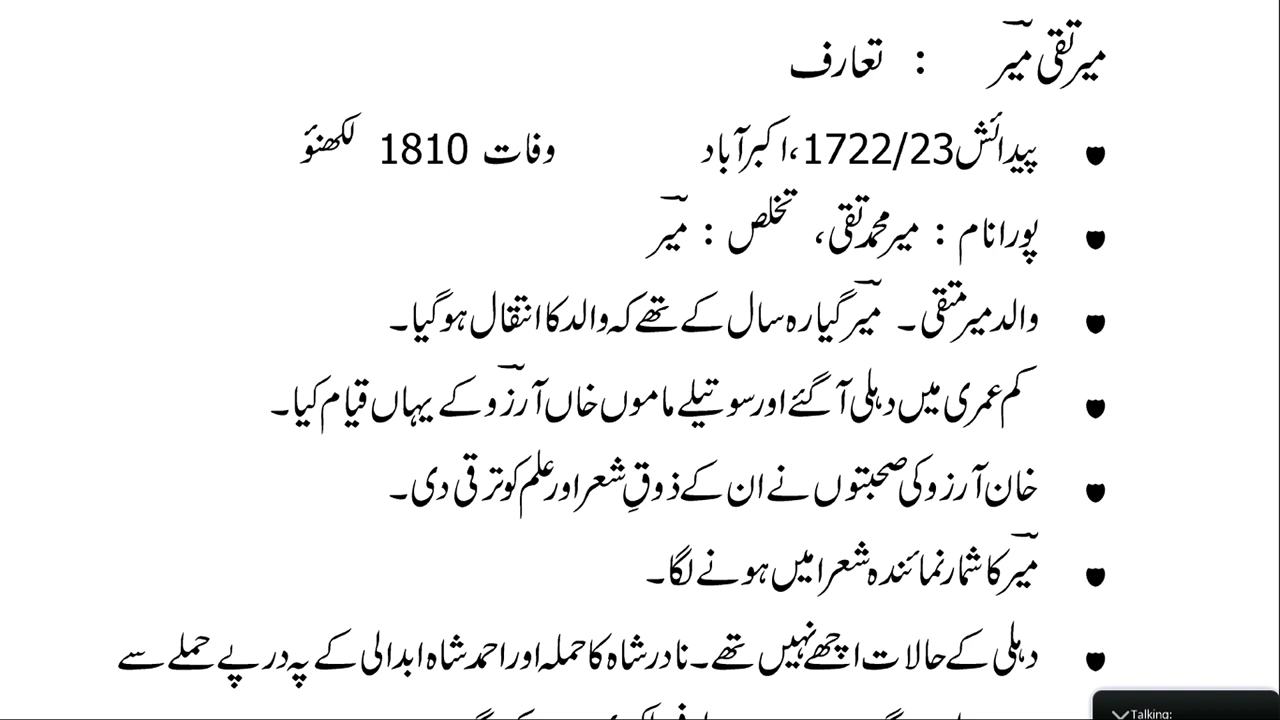 میر تقی میرؔ : تعارف
پیدائش 1722/23، اکبر آباد وفات 1810 لکھنؤ
پورا نام : میر محمد تقی، تخلص : میرؔ
والد میر متقی ۔ میرؔ گیارہ سال کے تھے کہ والد کا انتقال ہو گیا۔
کم عمری میں دہلی آ گئے اور سوتیلے ماموں خاں آرزوؔ کے یہاں قیام کیا۔
خان آرزو کی صحبتوں نے ان کے ذوقِ شعر اور علم کو ترقی دی۔
میرؔ کا شمار نمائندہ شعرا میں ہونے لگا۔
دہلی کے حالات اچھے نہیں تھے۔ نادر شاہ کا حملہ اور احمد شاہ ابدالی کے پہ در پے حملے سے
Talking: